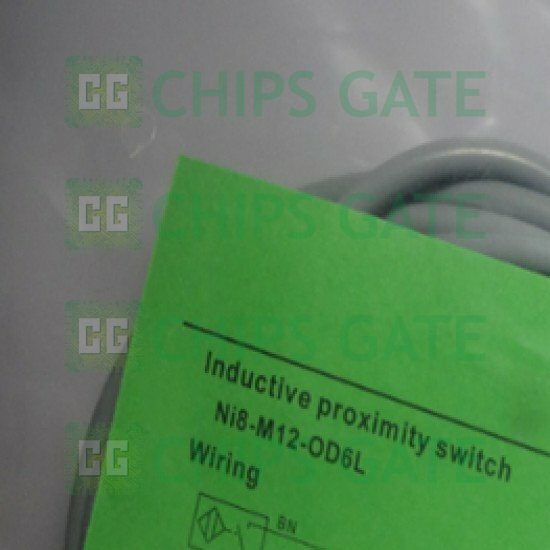 CG CHIPS GATE
CG CHIPS GATE
CG CHIPS GATE
Inductive proximity switch
Ni8-M12-OD6L
CG CHIPS GATE
Wiring
BN